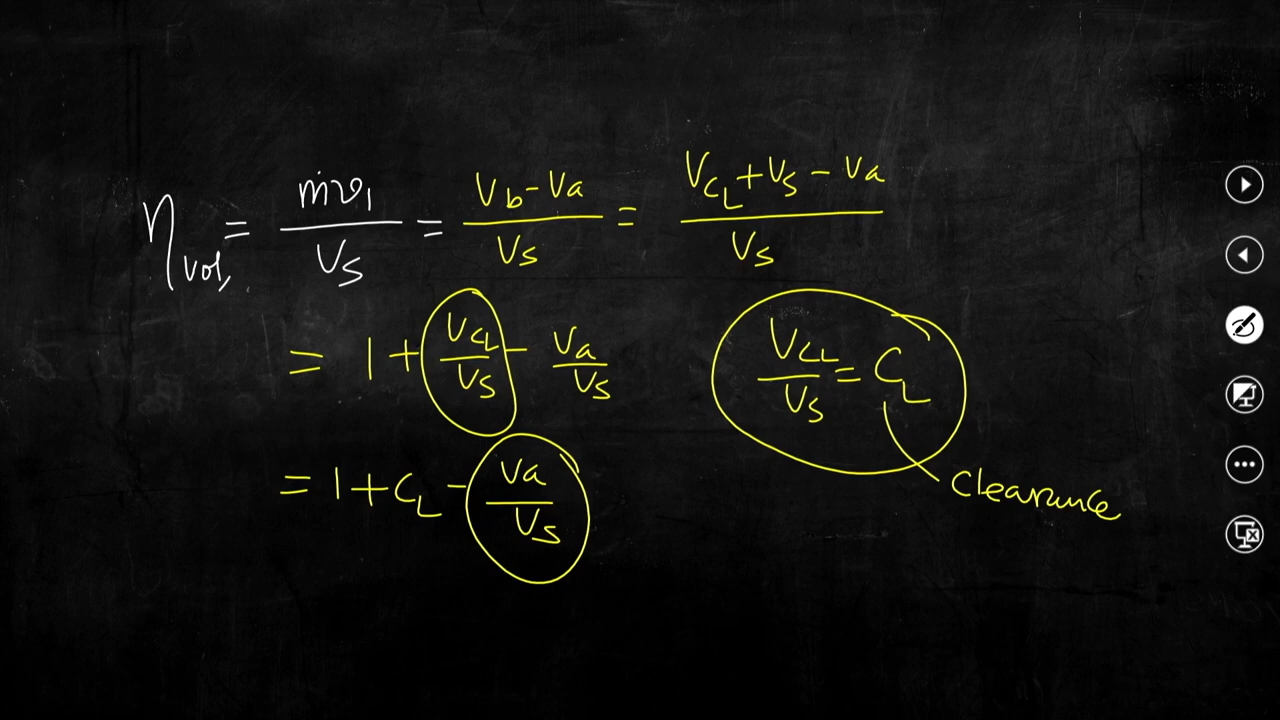 η_vol, = ṁv₁ / V_S = (V_b - V_a) / V_S = (V_CL + V_S - V_a) / V_S
= 1 + V_CL / V_S - V_a / V_S
V_CL / V_S = C_L
= 1 + C_L - V_a / V_S
Clearance